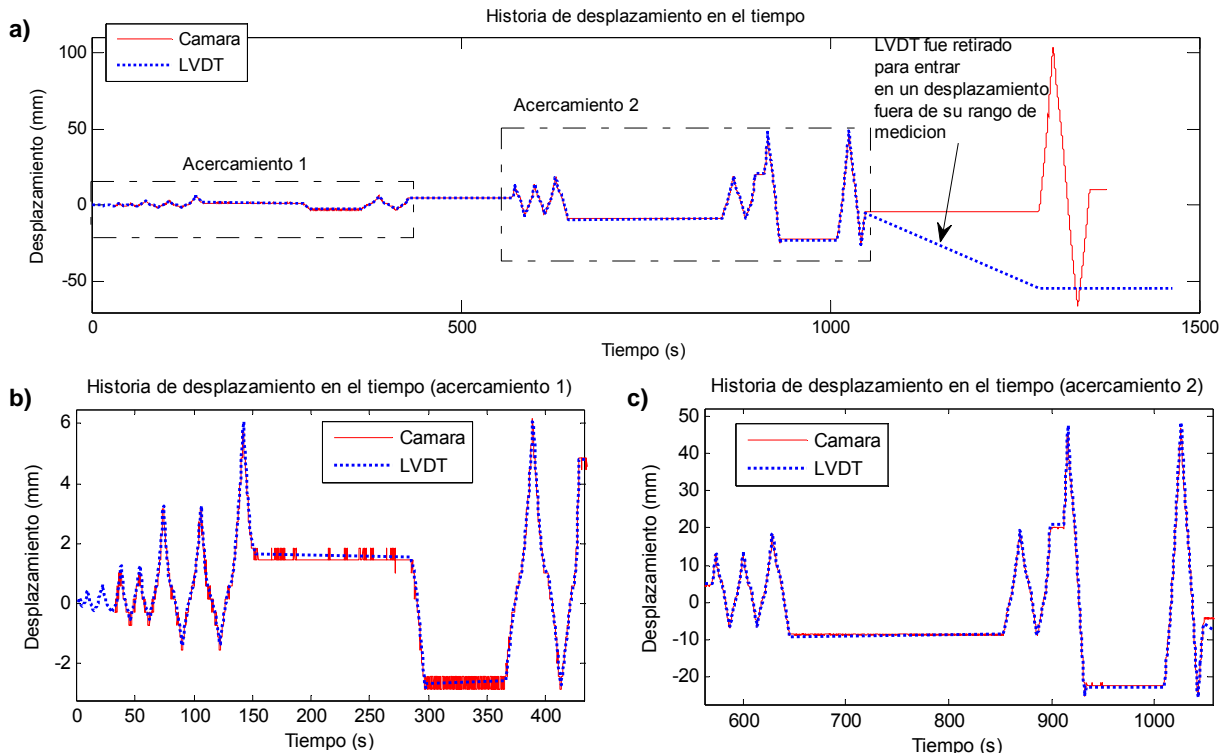 Historia de desplazamiento en el tiempo
a)
Camara
LVDT
Acercamiento 1
Acercamiento 2
LVDT fue retirado
para entrar
en un desplazamiento
fuera de su rango de
medicion
Desplazamiento (mm)
100
50
0
-50
0
500
1000
1500
Tiempo (s)
b)
Historia de desplazamiento en el tiempo (acercamiento 1)
Camara
LVDT
Desplazamiento (mm)
6
4
2
0
-2
0
50
100
150
200
250
300
350
400
Tiempo (s)
c)
Historia de desplazamiento en el tiempo (acercamiento 2)
Camara
LVDT
Desplazamiento (mm)
50
40
30
20
10
0
-10
-20
600
700
800
900
1000
Tiempo (s)